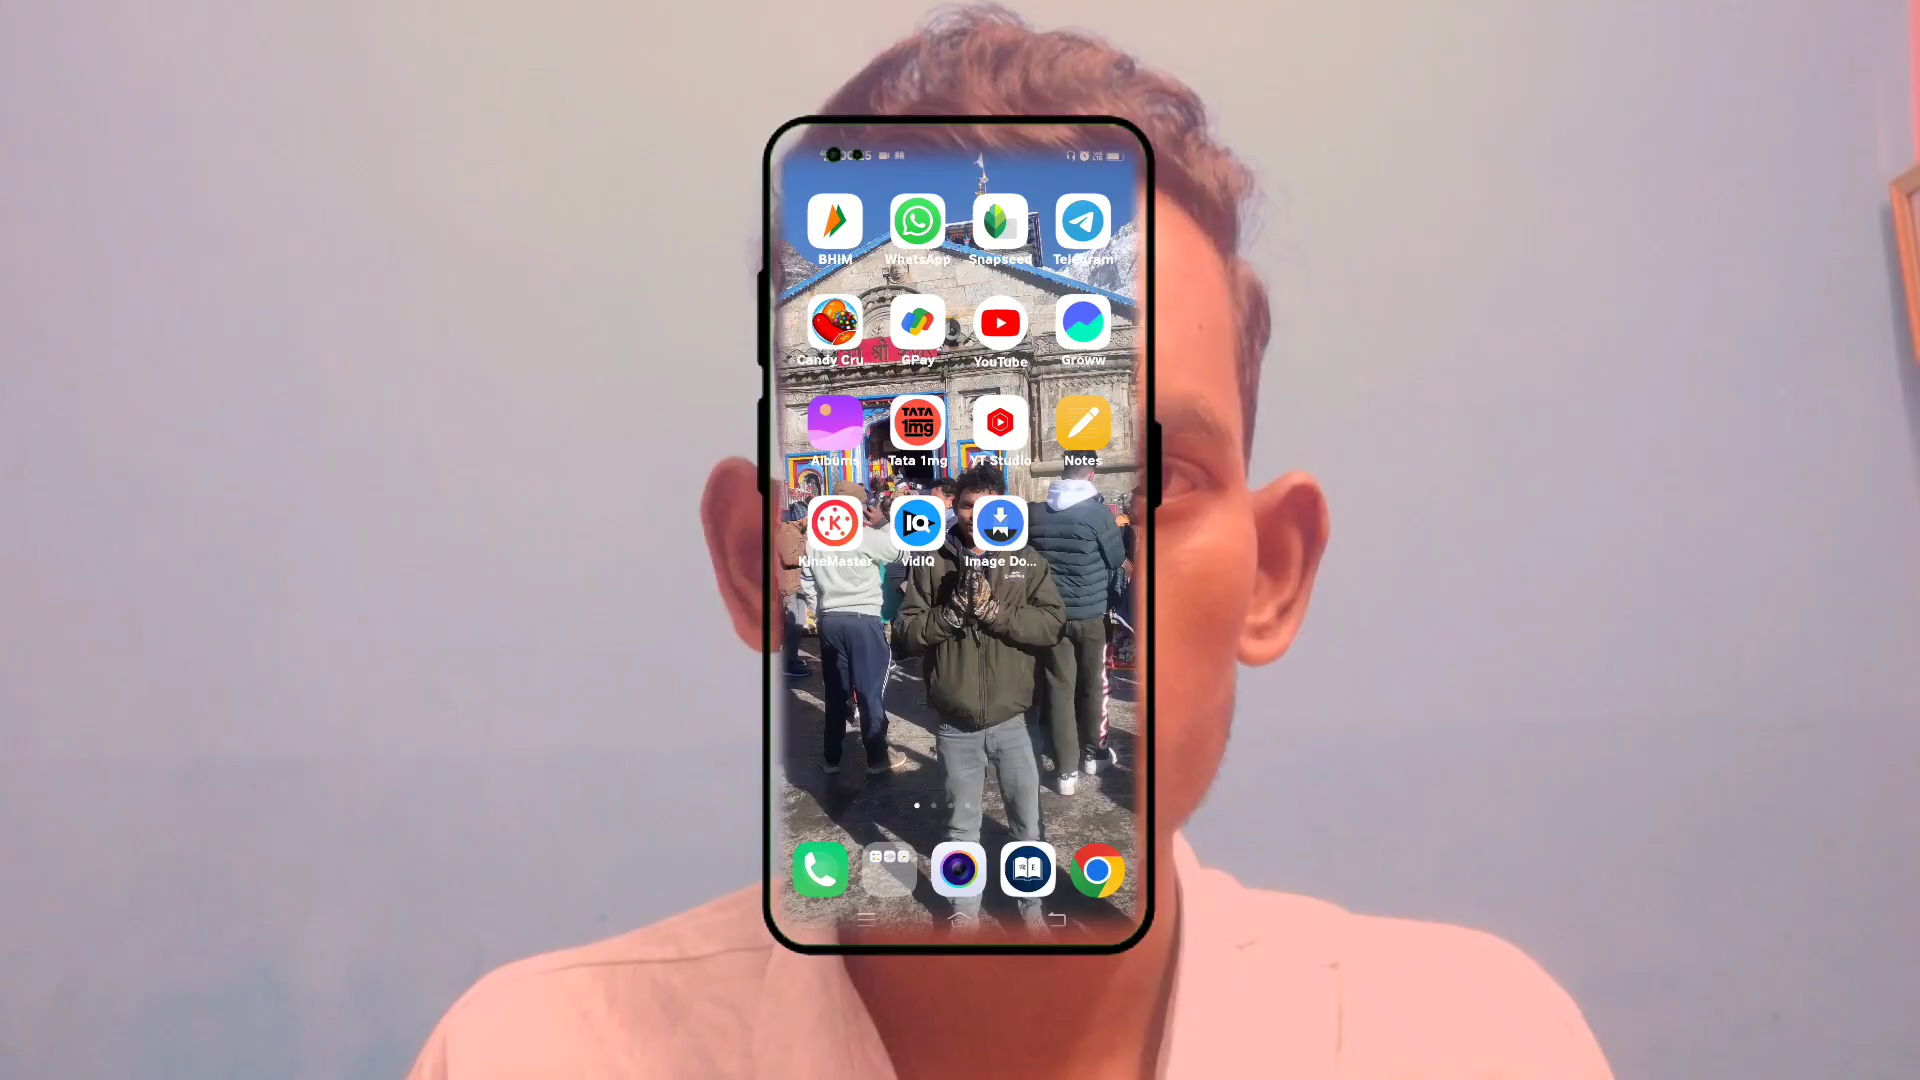 BHIM WhatsApp Snapseed Telegram
Candy Cru... GPay YouTube Groww
श्री
Albums TATA 1mg Tata 1mg YT Studio Notes
K IQ
KineMaster vidIQ Image Do...